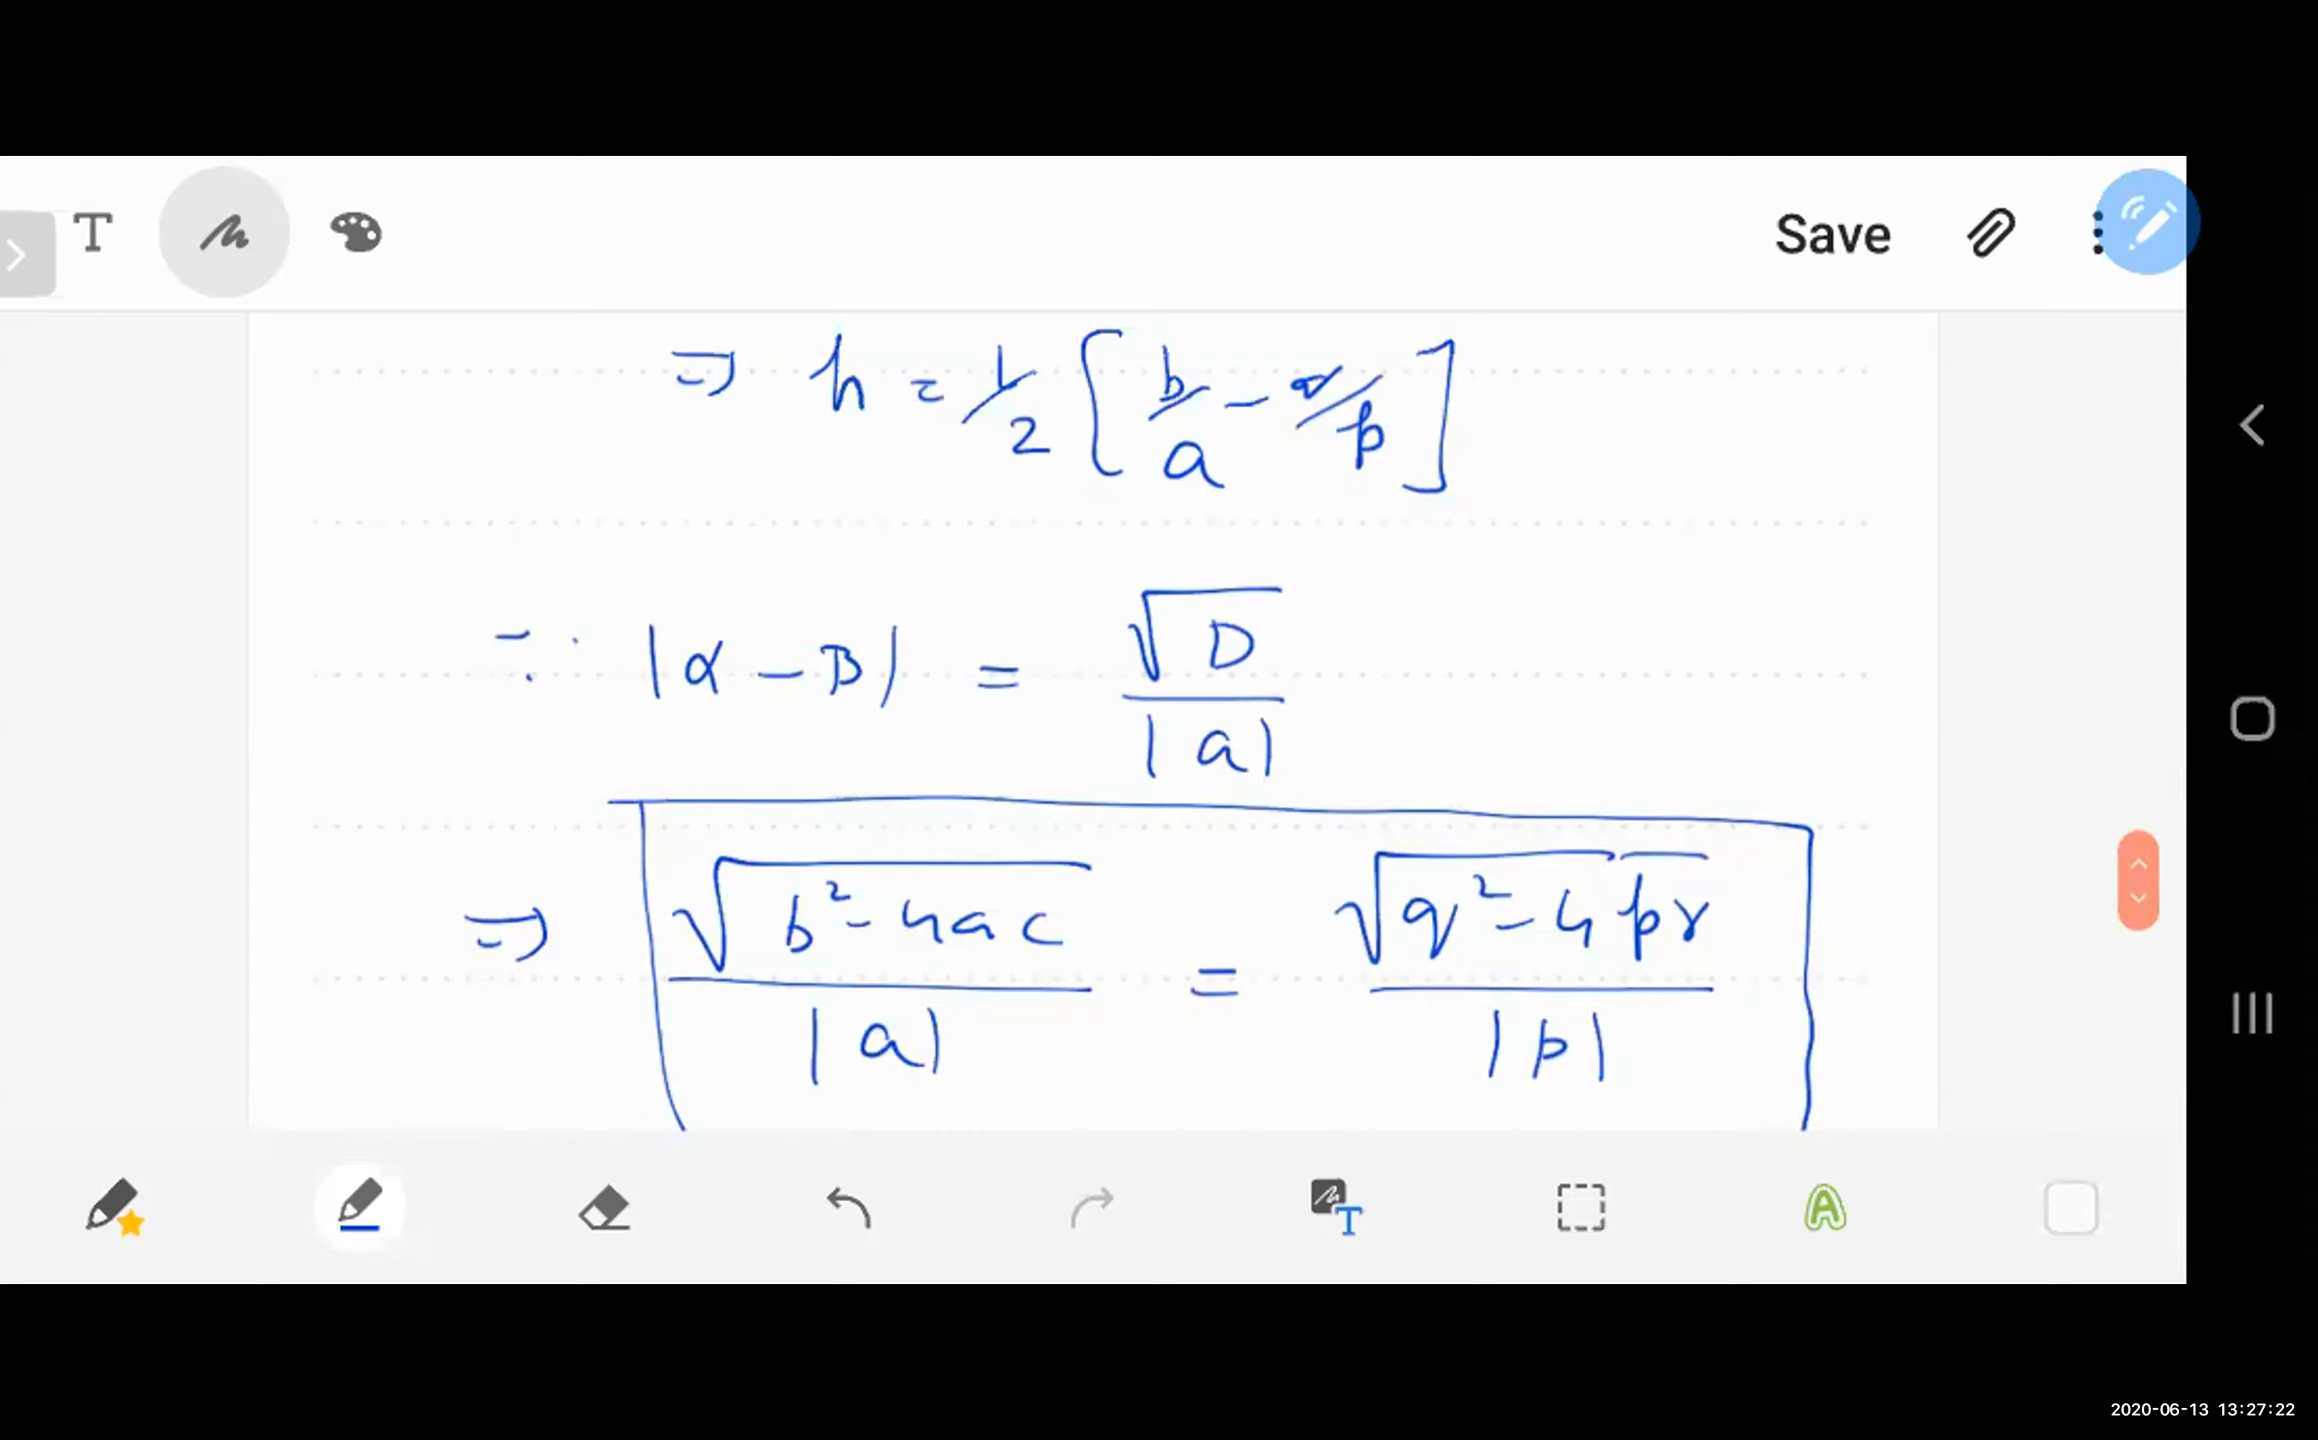 T
Save
⇒ h = 1/2 [b/a - q/p]
∵ |α - β| = √D / |a|
⇒ √(b² - 4ac) / |a| = √(q² - 4pr) / |p|
T
A
2020-06-13 13:27:22